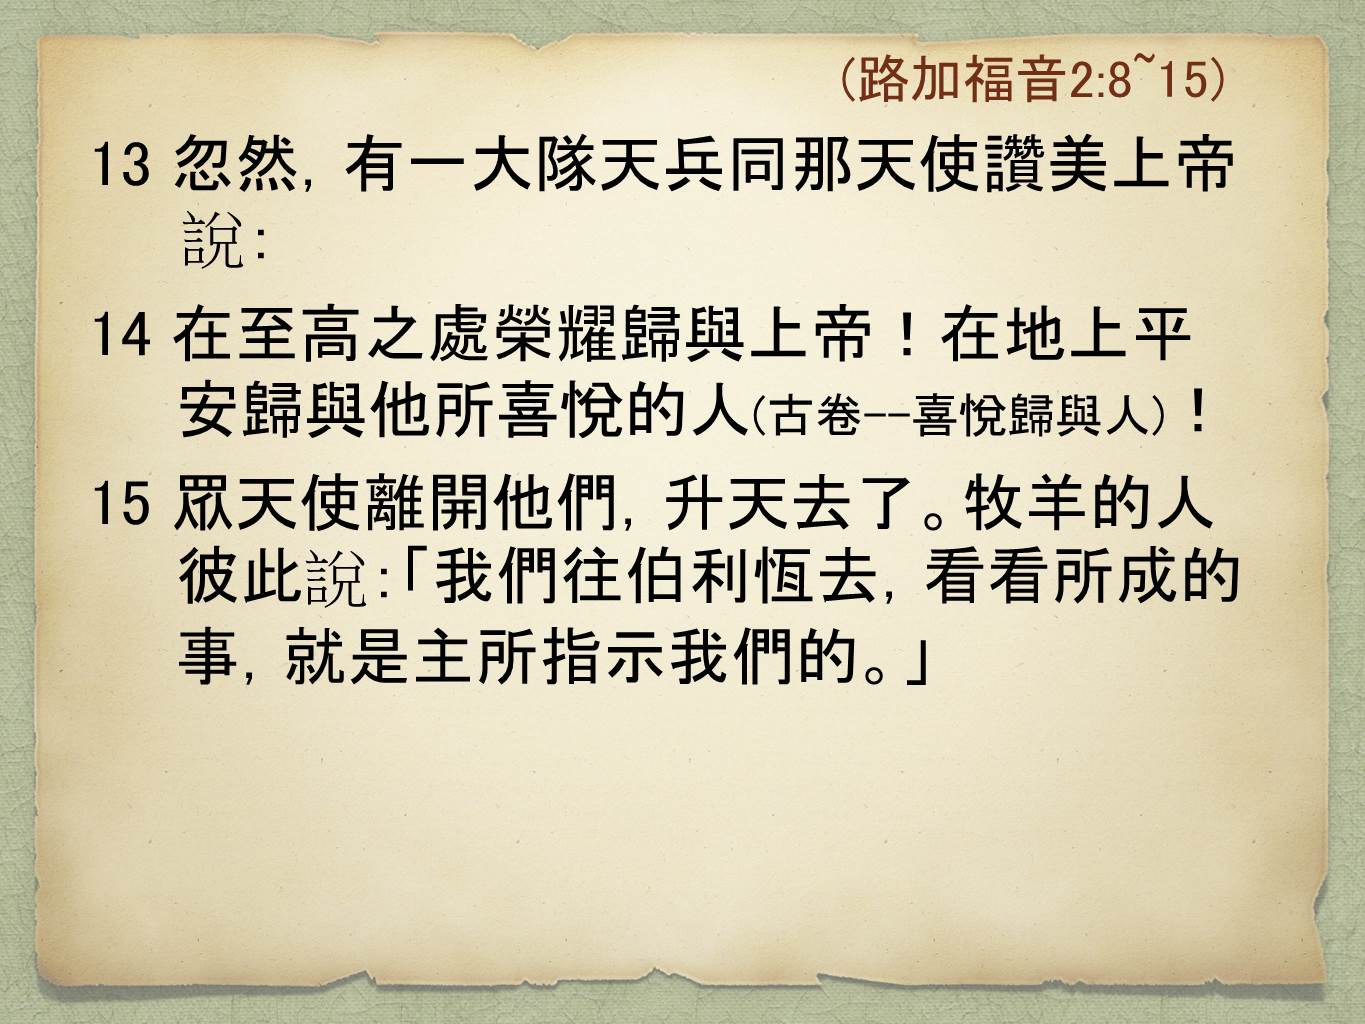 (路加福音2:8~15)
13 忽然，有一大隊天兵同那天使讚美上帝
說：
14 在至高之處榮耀歸與上帝！在地上平
安歸與他所喜悅的人(古卷--喜悅歸與人)！
15 眾天使離開他們，升天去了。牧羊的人
彼此說：「我們往伯利恆去，看看所成的
事，就是主所指示我們的。」